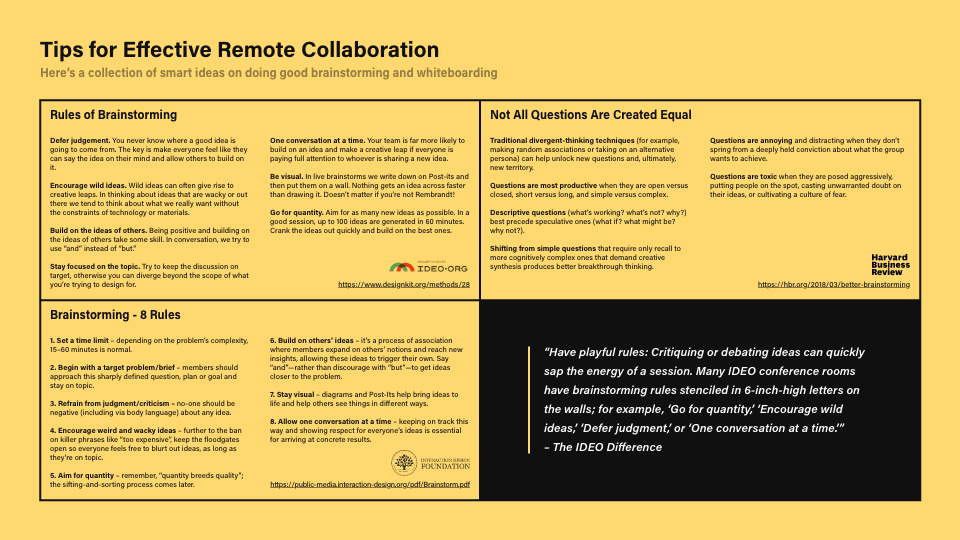 Tips for Effective Remote Collaboration
Here's a collection of smart ideas on doing good brainstorming and whiteboarding
Rules of Brainstorming
Defer judgement. You never know where a good idea is
going to come from. The key is make everyone feel like they
can say the idea on their mind and allow others to build on
it.
Encourage wild ideas. Wild ideas can often give rise to
creative leaps. In thinking about ideas that are wacky or out
there we tend to think about what we really want without
the constraints of technology or materials.
Build on the ideas of others. Being positive and building on
the ideas of others take some skill. In conversation, we try to
use “and” instead of “but.”
Stay focused on the topic. Try to keep the discussion on
target, otherwise you can diverge beyond the scope of what
you're trying to design for.
One conversation at a time. Your team is far more likely to
build on an idea and make a creative leap if everyone is
paying full attention to whoever is sharing a new idea.
Be visual. In live brainstorms we write down on Post-its and
then put them on a wall. Nothing gets an idea across faster
than drawing it. Doesn't matter if you're not Rembrandt!
Go for quantity. Aim for as many new ideas as possible. In a
good session, up to 100 ideas are generated in 60 minutes.
Crank the ideas out quickly and build on the best ones.
IDEO.ORG
https://www.designkit.org/methods/28
Not All Questions Are Created Equal
Traditional divergent-thinking techniques (for example,
making random associations or taking on an alternative
persona) can help unlock new questions and, ultimately,
new territory.
Questions are most productive when they are open versus
closed, short versus long, and simple versus complex.
Descriptive questions (what's working? what's not? why?)
best precede speculative ones (what if? what might be?
why not?).
Shifting from simple questions that require only recall to
more cognitively complex ones that demand creative
synthesis produces better breakthrough thinking.
Questions are annoying and distracting when they don't
spring from a deeply held conviction about what the group
wants to achieve.
Questions are toxic when they are posed aggressively,
putting people on the spot, casting unwarranted doubt on
their ideas, or cultivating a culture of fear.
Harvard
Business
Review
https://hbr.org/2018/03/better-brainstorming
Brainstorming - 8 Rules
1. Set a time limit – depending on the problem's complexity,
15–60 minutes is normal.
2. Begin with a target problem/brief – members should
approach this sharply defined question, plan or goal and
stay on topic.
3. Refrain from judgment/criticism – no-one should be
negative (including via body language) about any idea.
4. Encourage weird and wacky ideas – further to the ban
on killer phrases like “too expensive”, keep the floodgates
open so everyone feels free to blurt out ideas, as long as
they're on topic.
5. Aim for quantity – remember, “quantity breeds quality”;
the sifting-and-sorting process comes later.
6. Build on others' ideas – it's a process of association
where members expand on others' notions and reach new
insights, allowing these ideas to trigger their own. Say
“and”—rather than discourage with “but”—to get ideas
closer to the problem.
7. Stay visual – diagrams and Post-Its help bring ideas to
life and help others see things in different ways.
8. Allow one conversation at a time – keeping on track this
way and showing respect for everyone's ideas is essential
for arriving at concrete results.
INTERACTION DESIGN
FOUNDATION
https://public-media.interaction-design.org/pdf/Brainstorm.pdf
“Have playful rules: Critiquing or debating ideas can quickly
sap the energy of a session. Many IDEO conference rooms
have brainstorming rules stenciled in 6-inch-high letters on
the walls; for example, ‘Go for quantity,’ ‘Encourage wild
ideas,’ ‘Defer judgment,’ or ‘One conversation at a time.’”
– The IDEO Difference